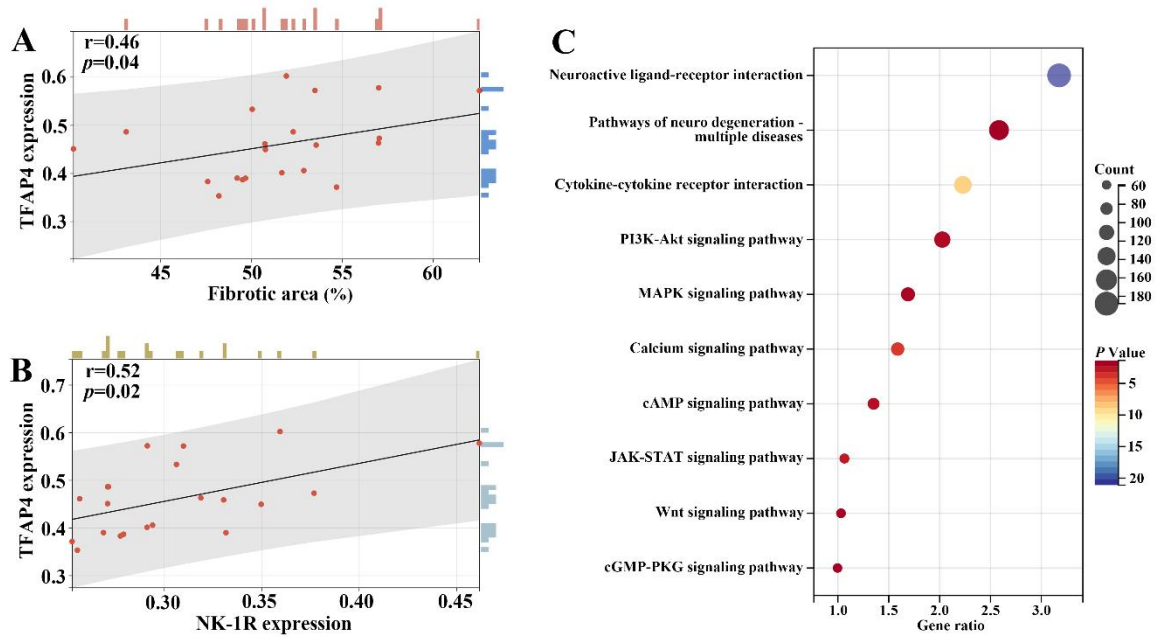 A
r=0.46
p=0.04
TFAP4 expression
0.6
0.5
0.4
0.3
45
50
55
60
Fibrotic area (%)
B
r=0.52
p=0.02
TFAP4 expression
0.7
0.6
0.5
0.4
0.3
0.30
0.35
0.40
0.45
NK-1R expression
C
Neuroactive ligand-receptor interaction
Pathways of neuro degeneration -
multiple diseases
Cytokine-cytokine receptor interaction
PI3K-Akt signaling pathway
MAPK signaling pathway
Calcium signaling pathway
cAMP signaling pathway
JAK-STAT signaling pathway
Wnt signaling pathway
cGMP-PKG signaling pathway
1.0
1.5
2.0
2.5
3.0
Gene ratio
Count
60
80
100
120
140
160
180
P Value
5
10
15
20